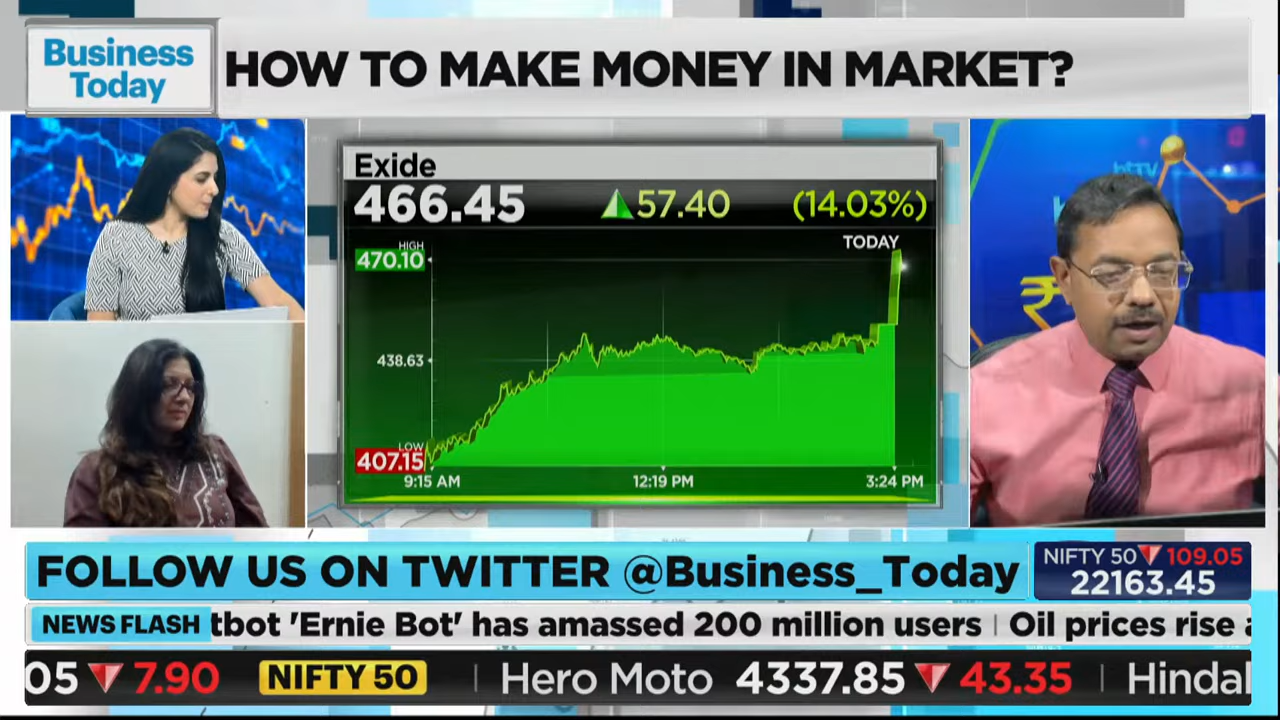 Business
Today
HOW TO MAKE MONEY IN MARKET?
Exide
466.45 ▲57.40 (14.03%)
TODAY
HIGH
470.10
438.63
LOW
407.15
9:15 AM 12:19 PM 3:24 PM
₹
FOLLOW US ON TWITTER @Business_Today
NIFTY 50▼109.05
22163.45
NEWS FLASH tbot 'Ernie Bot' has amassed 200 million users | Oil prices rise
05 ▼7.90 NIFTY 50 | Hero Moto 4337.85▼43.35 | Hindal